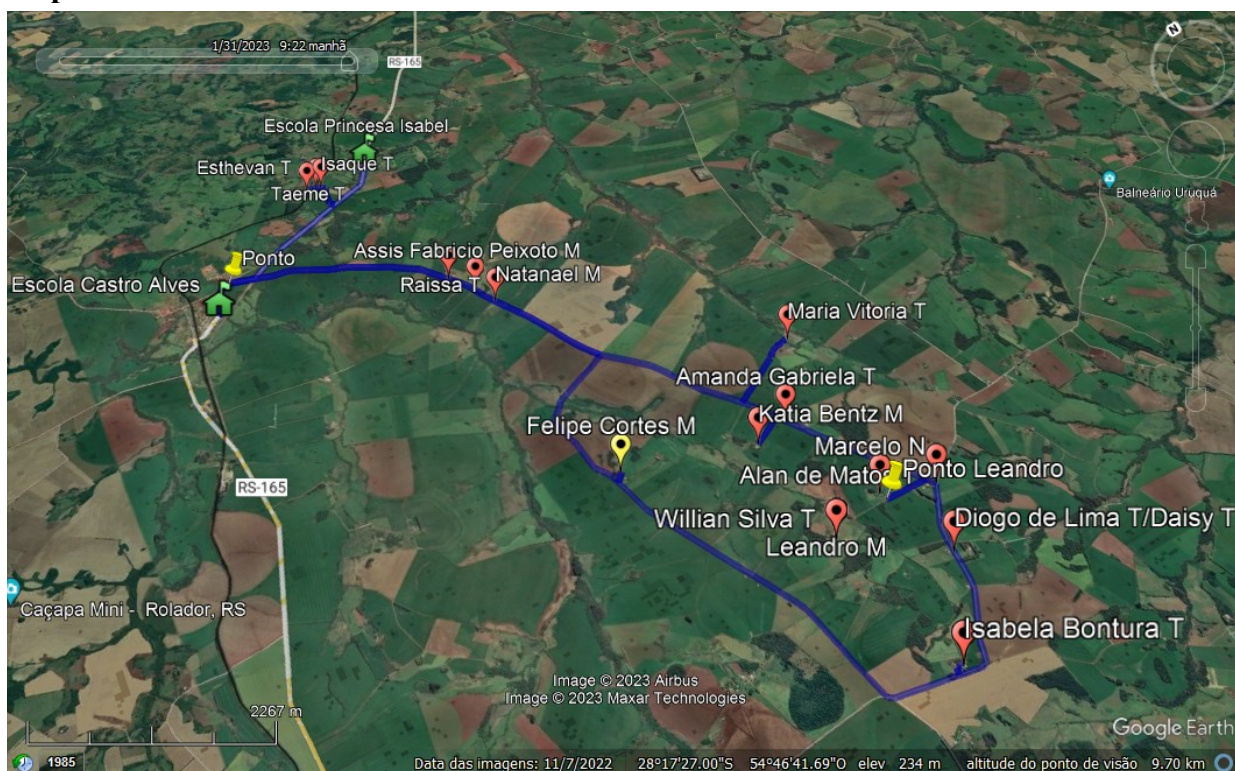 1/31/2023 9:22 manhã
RS-165
Escola Princesa Isabel
Esthevan T
Isaque T
Taeme T
Balneário Uruquá
Ponto
Assis Fabricio Peixoto M
Escola Castro Alves
Raissa T
Natanael M
Maria Vitoria T
Amanda Gabriela T
Katia Bentz M
Felipe Cortes M
Marcelo N
Alan de Matos T
Ponto Leandro
RS-165
Willian Silva T
Diogo de Lima T/Daisy T
Leandro M
Caçapa Mini - Rolador, RS
Isabela Bontura T
Image © 2023 Airbus
Image © 2023 Maxar Technologies
2267 m
Google Earth
1985
Data das imagens: 11/7/2022 28°17'27.00"S 54°46'41.69"O elev 234 m altitude do ponto de visão 9.70 km
N